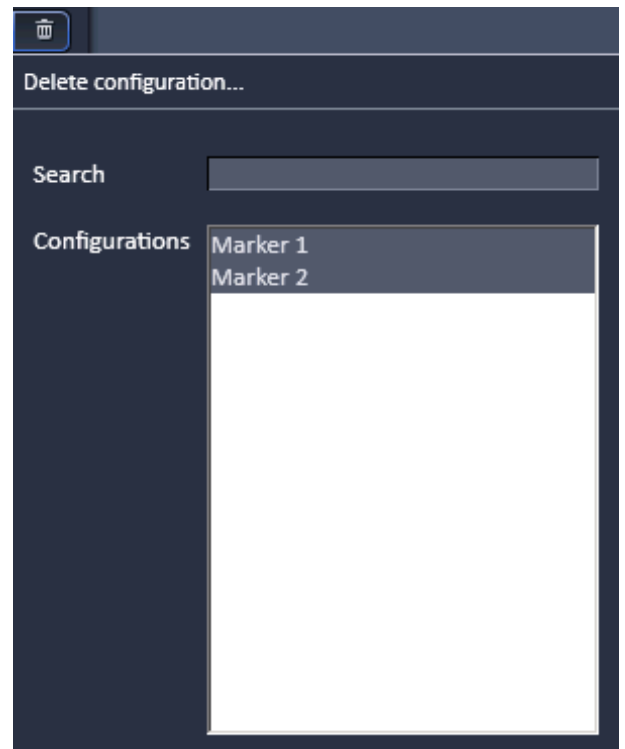 Delete configuration...
Search
Configurations
Marker 1
Marker 2